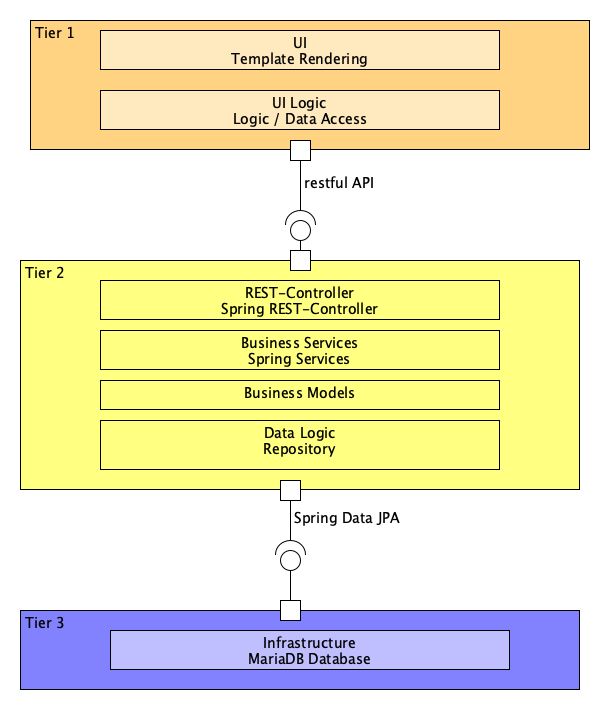 Tier 1
UI
Template Rendering
UI Logic
Logic / Data Access
restful API
Tier 2
REST-Controller
Spring REST-Controller
Business Services
Spring Services
Business Models
Data Logic
Repository
Spring Data JPA
Tier 3
Infrastructure
MariaDB Database